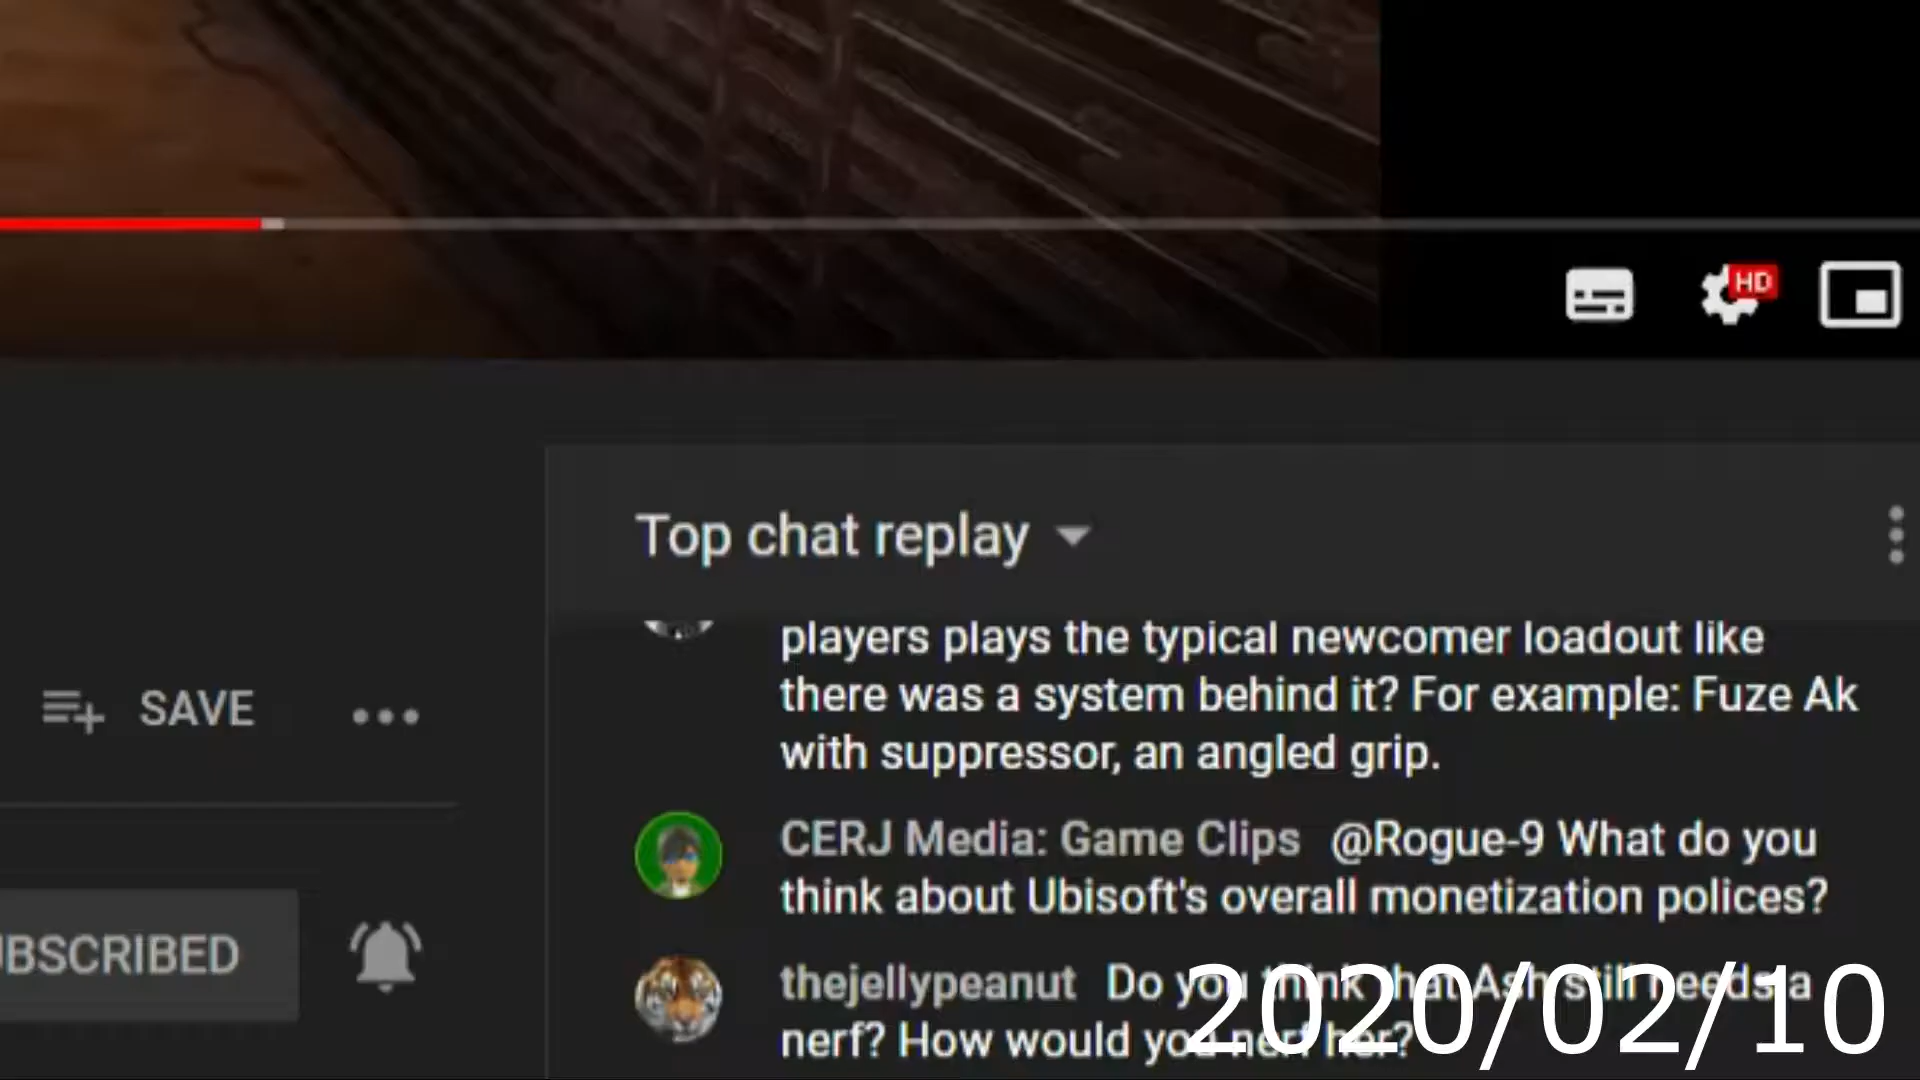 HD
Top chat replay
players plays the typical newcomer loadout like
there was a system behind it? For example: Fuze Ak
with suppressor, an angled grip.
SAVE
CERJ Media: Game Clips @Rogue-9 What do you
think about Ubisoft's overall monetization polices?
UBSCRIBED
thejellypeanut Do you think that Ash still needs a
nerf? How would you nerf her?
2020/02/10